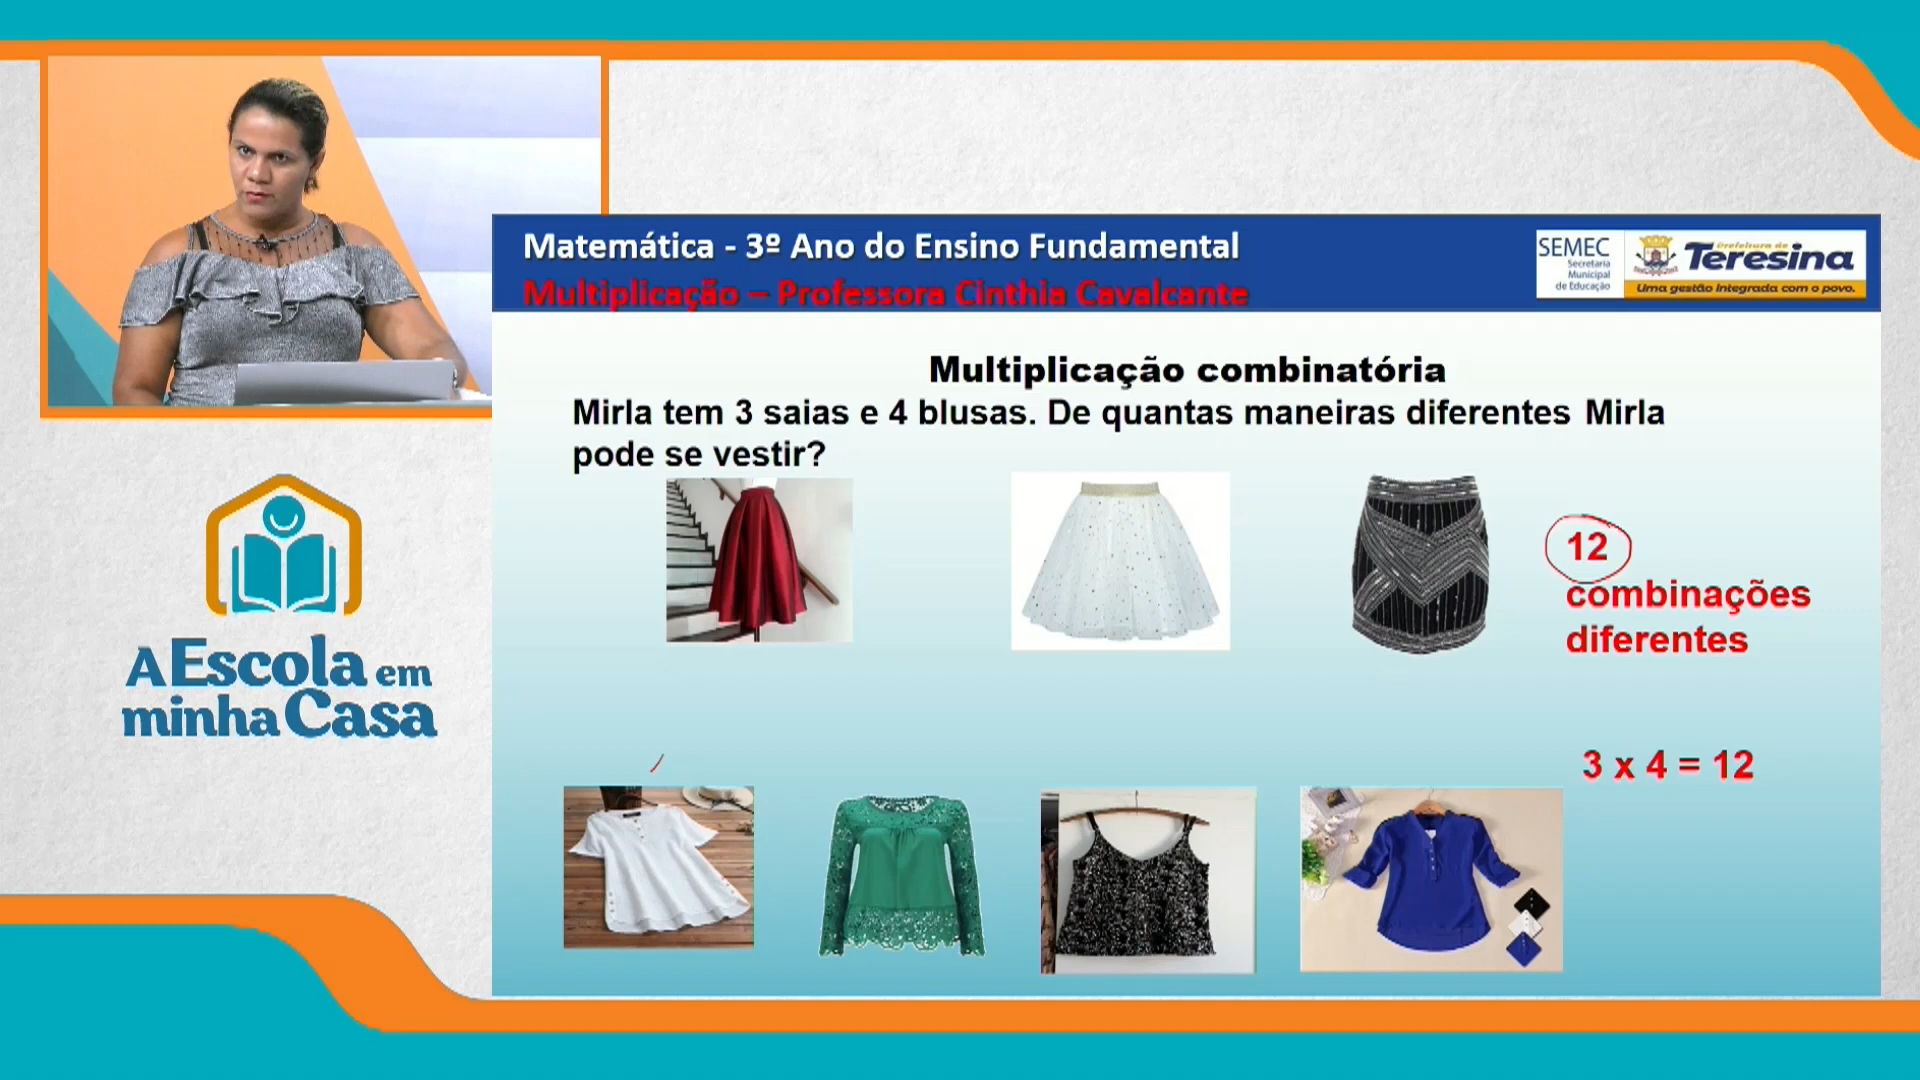 Matemática - 3º Ano do Ensino Fundamental
Multiplicação – Professora Cinthia Cavalcante
SEMEC
Secretaria
Municipal
de Educação
Prefeitura de
Teresina
Uma gestão integrada com o povo.
Multiplicação combinatória
Mirla tem 3 saias e 4 blusas. De quantas maneiras diferentes Mirla
pode se vestir?
12
combinações
diferentes
3 x 4 = 12
A Escola em
minha Casa